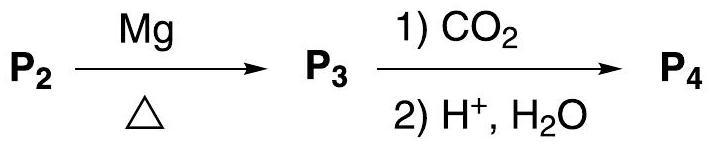 P₂ Mg △ P₃ 1) CO₂ 2) H⁺, H₂O P₄